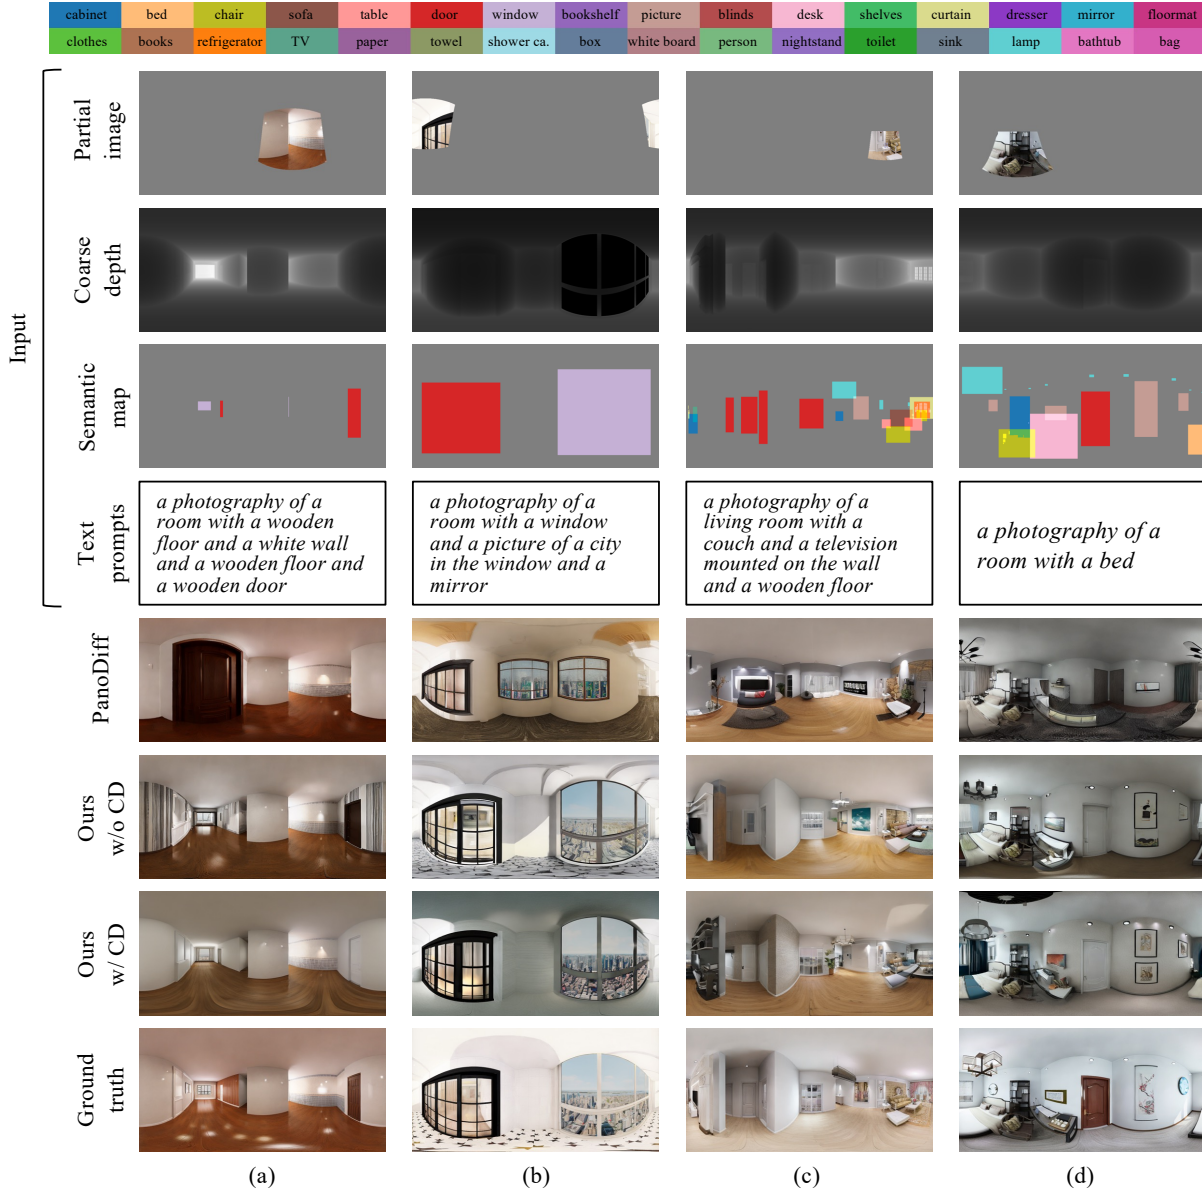 cabinet bed chair sofa table door window bookshelf picture blinds desk shelves curtain dresser mirror floormat
clothes books refrigerator TV paper towel shower ca. box white board person nightstand toilet sink lamp bathtub bag
Input
Partial
image
Coarse
depth
Semantic
map
Text
prompts
a photography of a
room with a wooden
floor and a white wall
and a wooden floor and
a wooden door
a photography of a
room with a window
and a picture of a city
in the window and a
mirror
a photography of a
living room with a
couch and a television
mounted on the wall
and a wooden floor
a photography of a
room with a bed
PanoDiff
Ours
w/o CD
Ours
w/ CD
Ground
truth
(a) (b) (c) (d)